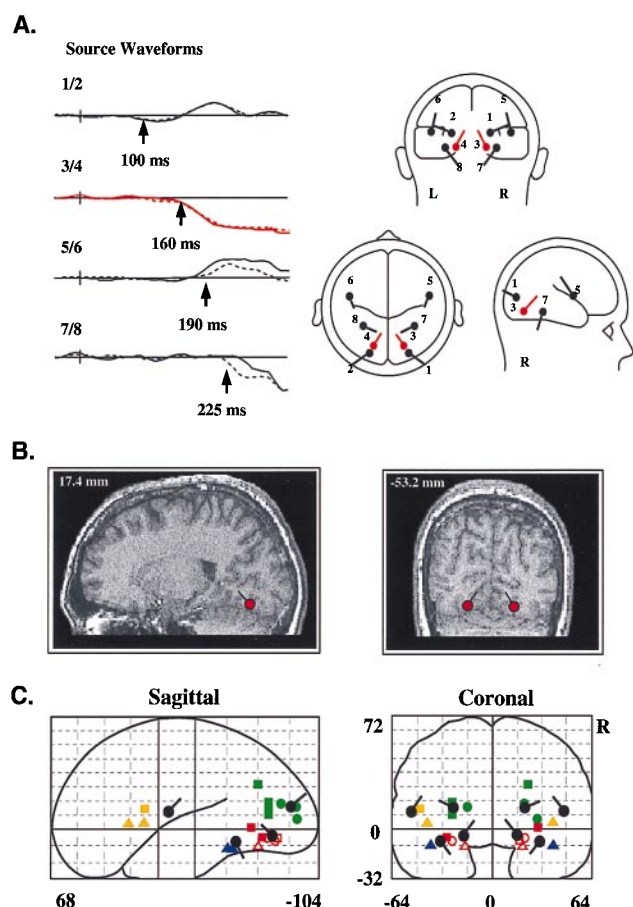 A.
Source Waveforms
1/2
100 ms
3/4
160 ms
5/6
190 ms
7/8
225 ms
6 2 1 5
4 3
8 7
L R
6 5
8 7
4 3
2 1
1 7 5
3
R
B.
17.4 mm
-53.2 mm
C.
Sagittal
Coronal
72
R
0
-32
68 -104
-64 0 64